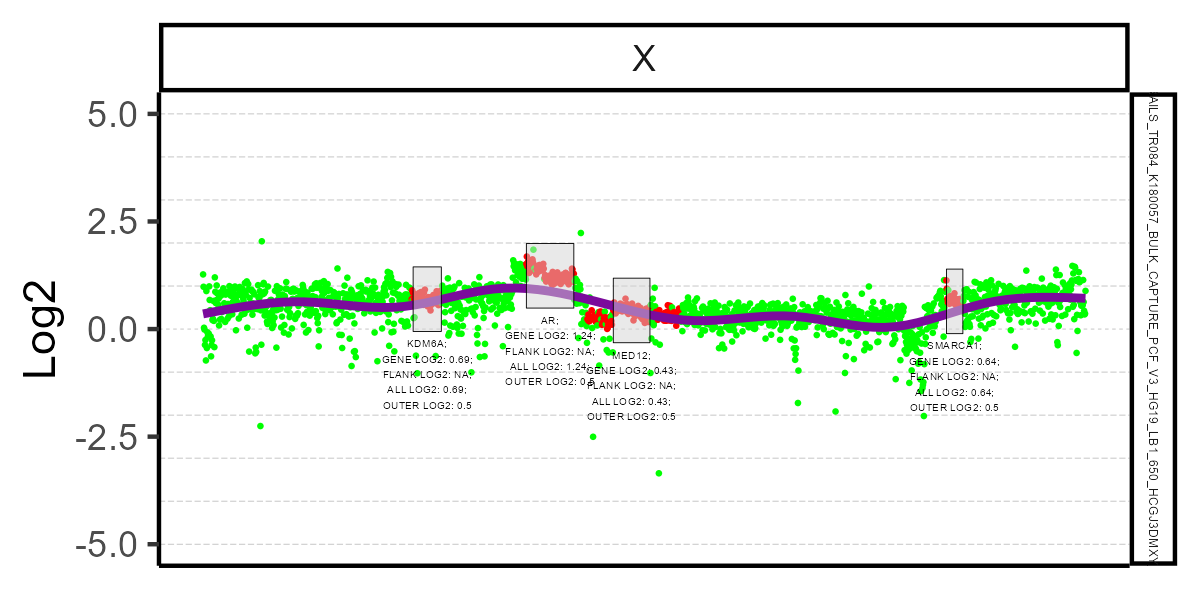 X
Log2
5.0
2.5
0.0
-2.5
-5.0
KDM6A;
GENE LOG2: 0.69;
FLANK LOG2: NA;
ALL LOG2: 0.69;
OUTER LOG2: 0.5
AR;
GENE LOG2: 1.24;
FLANK LOG2: NA;
ALL LOG2: 1.24;
OUTER LOG2: 0.5
MED12;
GENE LOG2: 0.43;
FLANK LOG2: NA;
ALL LOG2: 0.43;
OUTER LOG2: 0.5
SMARCA1;
GENE LOG2: 0.64;
FLANK LOG2: NA;
ALL LOG2: 0.64;
OUTER LOG2: 0.5
AILS_TR084_K180057_BULK_CAPTURE_PCF_V3_HG19_LB1_650_HCGJ3DMXY